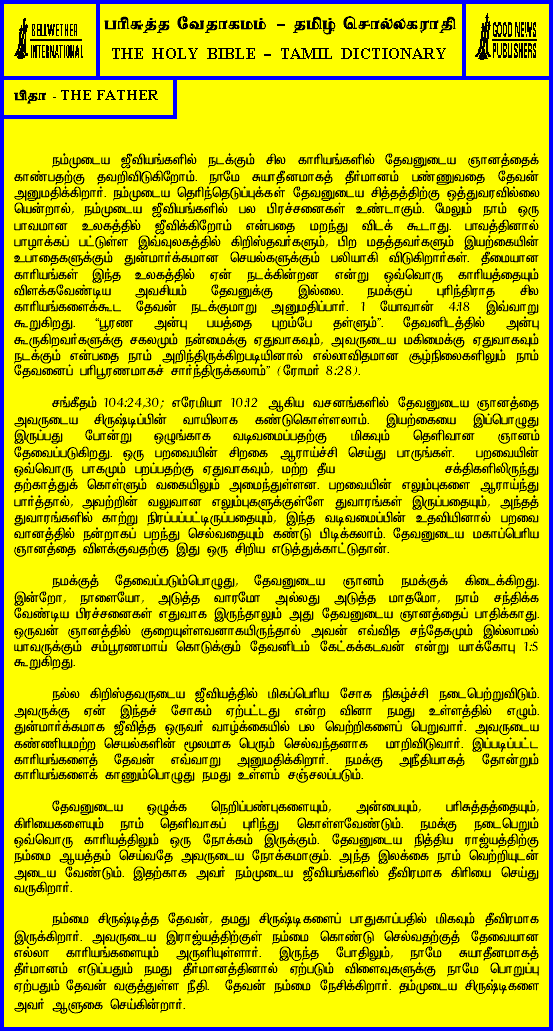 BELLWETHER
INTERNATIONAL
பரிசுத்த வேதாகமம் – தமிழ் சொல்லகராதி
THE HOLY BIBLE – TAMIL DICTIONARY
GOOD NEWS
PUBLISHERS
பிதா - THE FATHER
நம்முடைய ஜீவியங்களில் நடக்கும் சில காரியங்களில் தேவனுடைய ஞானத்தைக்
காண்பதற்கு தவறிவிடுகிறோம். நாமே சுயாதீனமாகத் தீர்மானம் பண்ணுவதை தேவன்
அனுமதிக்கிறார். நம்முடைய தெரிந்தெடுப்புக்கள் தேவனுடைய சித்தத்திற்கு ஒத்துவரவில்லை
யென்றால், நம்முடைய ஜீவியங்களில் பல பிரச்சனைகள் உண்டாகும். மேலும் நாம் ஒரு
பாவமான உலகத்தில் ஜீவிக்கிறோம் என்பதை மறந்து விடக் கூடாது. பாவத்தினால்
பாழாக்கப் பட்டுள்ள இவ்வுலகத்தில் கிறிஸ்தவர்களும், பிற மதத்தவர்களும் இயற்கையின்
உபாதைகளுக்கும் துன்மார்க்கமான செயல்களுக்கும் பலியாகி விடுகிறார்கள். தீமையான
காரியங்கள் இந்த உலகத்தில் ஏன் நடக்கின்றன என்று ஒவ்வொரு காரியத்தையும்
விளக்கவேண்டிய அவசியம் தேவனுக்கு இல்லை. நமக்குப் புரிந்திராத சில
காரியங்களைக்கூட தேவன் நடக்குமாறு அனுமதிப்பார். 1 யோவான் 4:18 இவ்வாறு
கூறுகிறது. “பூரண அன்பு பயத்தை புறம்பே தள்ளும்”. தேவனிடத்தில் அன்பு
கூருகிறவர்களுக்கு சகலமும் நன்மைக்கு ஏதுவாகவும், அவருடைய மகிமைக்கு ஏதுவாகவும்
நடக்கும் என்பதை நாம் அறிந்திருக்கிறபடியினால் எல்லாவிதமான சூழ்நிலைகளிலும் நாம்
தேவனைப் பரிபூரணமாகச் சார்ந்திருக்கலாம்” (ரோமர் 8:28).
சங்கீதம் 104:24,30; எரேமியா 10:12 ஆகிய வசனங்களில் தேவனுடைய ஞானத்தை
அவருடைய சிருஷ்டிப்பின் வாயிலாக கண்டுகொள்ளலாம். இயற்கையை இப்பொழுது
இருப்பது போன்று ஒழுங்காக வடிவமைப்பதற்கு மிகவும் தெளிவான ஞானம்
தேவைப்படுகிறது. ஒரு பறவையின் சிறகை ஆராய்ச்சி செய்து பாருங்கள். பறவையின்
ஒவ்வொரு பாகமும் பறப்பதற்கு ஏதுவாகவும், மற்ற தீய சக்திகளிலிருந்து
தற்காத்துக் கொள்ளும் வகையிலும் அமைந்துள்ளன. பறவையின் எலும்புகளை ஆராய்ந்து
பார்த்தால், அவற்றின் வலுவான எலும்புகளுக்குள்ளே துவாரங்கள் இருப்பதையும், அந்தத்
துவாரங்களில் காற்று நிரப்பப்பட்டிருப்பதையும், இந்த வடிவமைப்பின் உதவியினால் பறவை
வானத்தில் நன்றாகப் பறந்து செல்வதையும் கண்டு பிடிக்கலாம். தேவனுடைய மகாப்பெரிய
ஞானத்தை விளக்குவதற்கு இது ஒரு சிறிய எடுத்துக்காட்டுதான்.
நமக்குத் தேவைப்படும்பொழுது, தேவனுடைய ஞானம் நமக்குக் கிடைக்கிறது.
இன்றோ, நாளையோ, அடுத்த வாரமோ அல்லது அடுத்த மாதமோ, நாம் சந்திக்க
வேண்டிய பிரச்சனைகள் எதுவாக இருந்தாலும் அது தேவனுடைய ஞானத்தைப் பாதிக்காது.
ஒருவன் ஞானத்தில் குறையுள்ளவனாகயிருந்தால் அவன் எவ்வித சந்தேகமும் இல்லாமல்
யாவருக்கும் சம்பூரணமாய் கொடுக்கும் தேவனிடம் கேட்கக்கடவன் என்று யாக்கோபு 1:5
கூறுகிறது.
நல்ல கிறிஸ்தவருடைய ஜீவியத்தில் மிகப்பெரிய சோக நிகழ்ச்சி நடைபெற்றுவிடும்.
அவருக்கு ஏன் இந்தச் சோகம் ஏற்பட்டது என்ற வினா நமது உள்ளத்தில் எழும்.
துன்மார்க்கமாக ஜீவித்த ஒருவர் வாழ்க்கையில் பல வெற்றிகளைப் பெறுவார். அவருடைய
கண்ணியமற்ற செயல்களின் மூலமாக பெரும் செல்வந்தனாக மாறிவிடுவார். இப்படிப்பட்ட
காரியங்களைத் தேவன் எவ்வாறு அனுமதிக்கிறார். நமக்கு அநீதியாகத் தோன்றும்
காரியங்களைக் காணும்பொழுது நமது உள்ளம் சஞ்சலப்படும்.
தேவனுடைய ஒழுக்க நெறிப்பண்புகளையும், அன்பையும், பரிசுத்தத்தையும்,
கிரியைகளையும் நாம் தெளிவாகப் புரிந்து கொள்ளவேண்டும். நமக்கு நடைபெறும்
ஒவ்வொரு காரியத்திலும் ஒரு நோக்கம் இருக்கும். தேவனுடைய நித்திய ராஜ்யத்திற்கு
நம்மை ஆயத்தம் செய்வதே அவருடைய நோக்கமாகும். அந்த இலக்கை நாம் வெற்றியுடன்
அடைய வேண்டும். இதற்காக அவர் நம்முடைய ஜீவியங்களில் தீவிரமாக கிரியை செய்து
வருகிறார்.
நம்மை சிருஷ்டித்த தேவன், தமது சிருஷ்டிகளைப் பாதுகாப்பதில் மிகவும் தீவிரமாக
இருக்கிறார். அவருடைய இராஜ்யத்திற்குள் நம்மை கொண்டு செல்வதற்குத் தேவையான
எல்லா காரியங்களையும் அருளியுள்ளார். இருந்த போதிலும், நாமே சுயாதீனமாகத்
தீர்மானம் எடுப்பதும் நமது தீர்மானத்தினால் ஏற்படும் விளைவுகளுக்கு நாமே பொறுப்பு
ஏற்பதும் தேவன் வகுத்துள்ள நீதி. தேவன் நம்மை நேசிக்கிறார். தம்முடைய சிருஷ்டிகளை
அவர் ஆளுகை செய்கின்றார்.